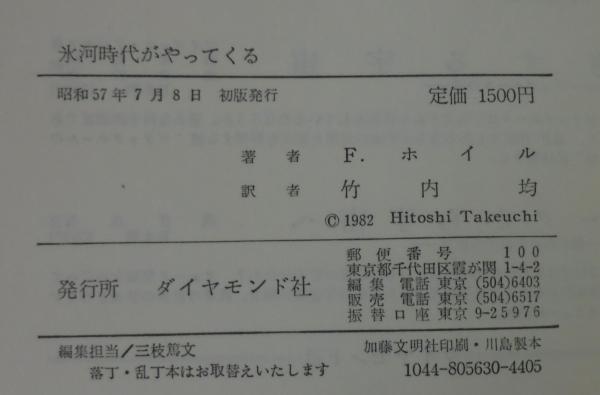 氷河時代がやってくる
昭和57年7月8日 初版発行 定価 1500円
著者 F. ホイル
訳者 竹内均
©1982 Hitoshi Takeuchi
発行所 ダイヤモンド社
郵便番号 100
東京都千代田区霞が関 1-4-2
編集 電話 東京 (504)6403
販売 電話 東京 (504)6517
振替口座 東京 9-25976
編集担当/三枝篤文 加藤文明社印刷・川島製本
落丁・乱丁本はお取替えいたします 1044-805630-4405